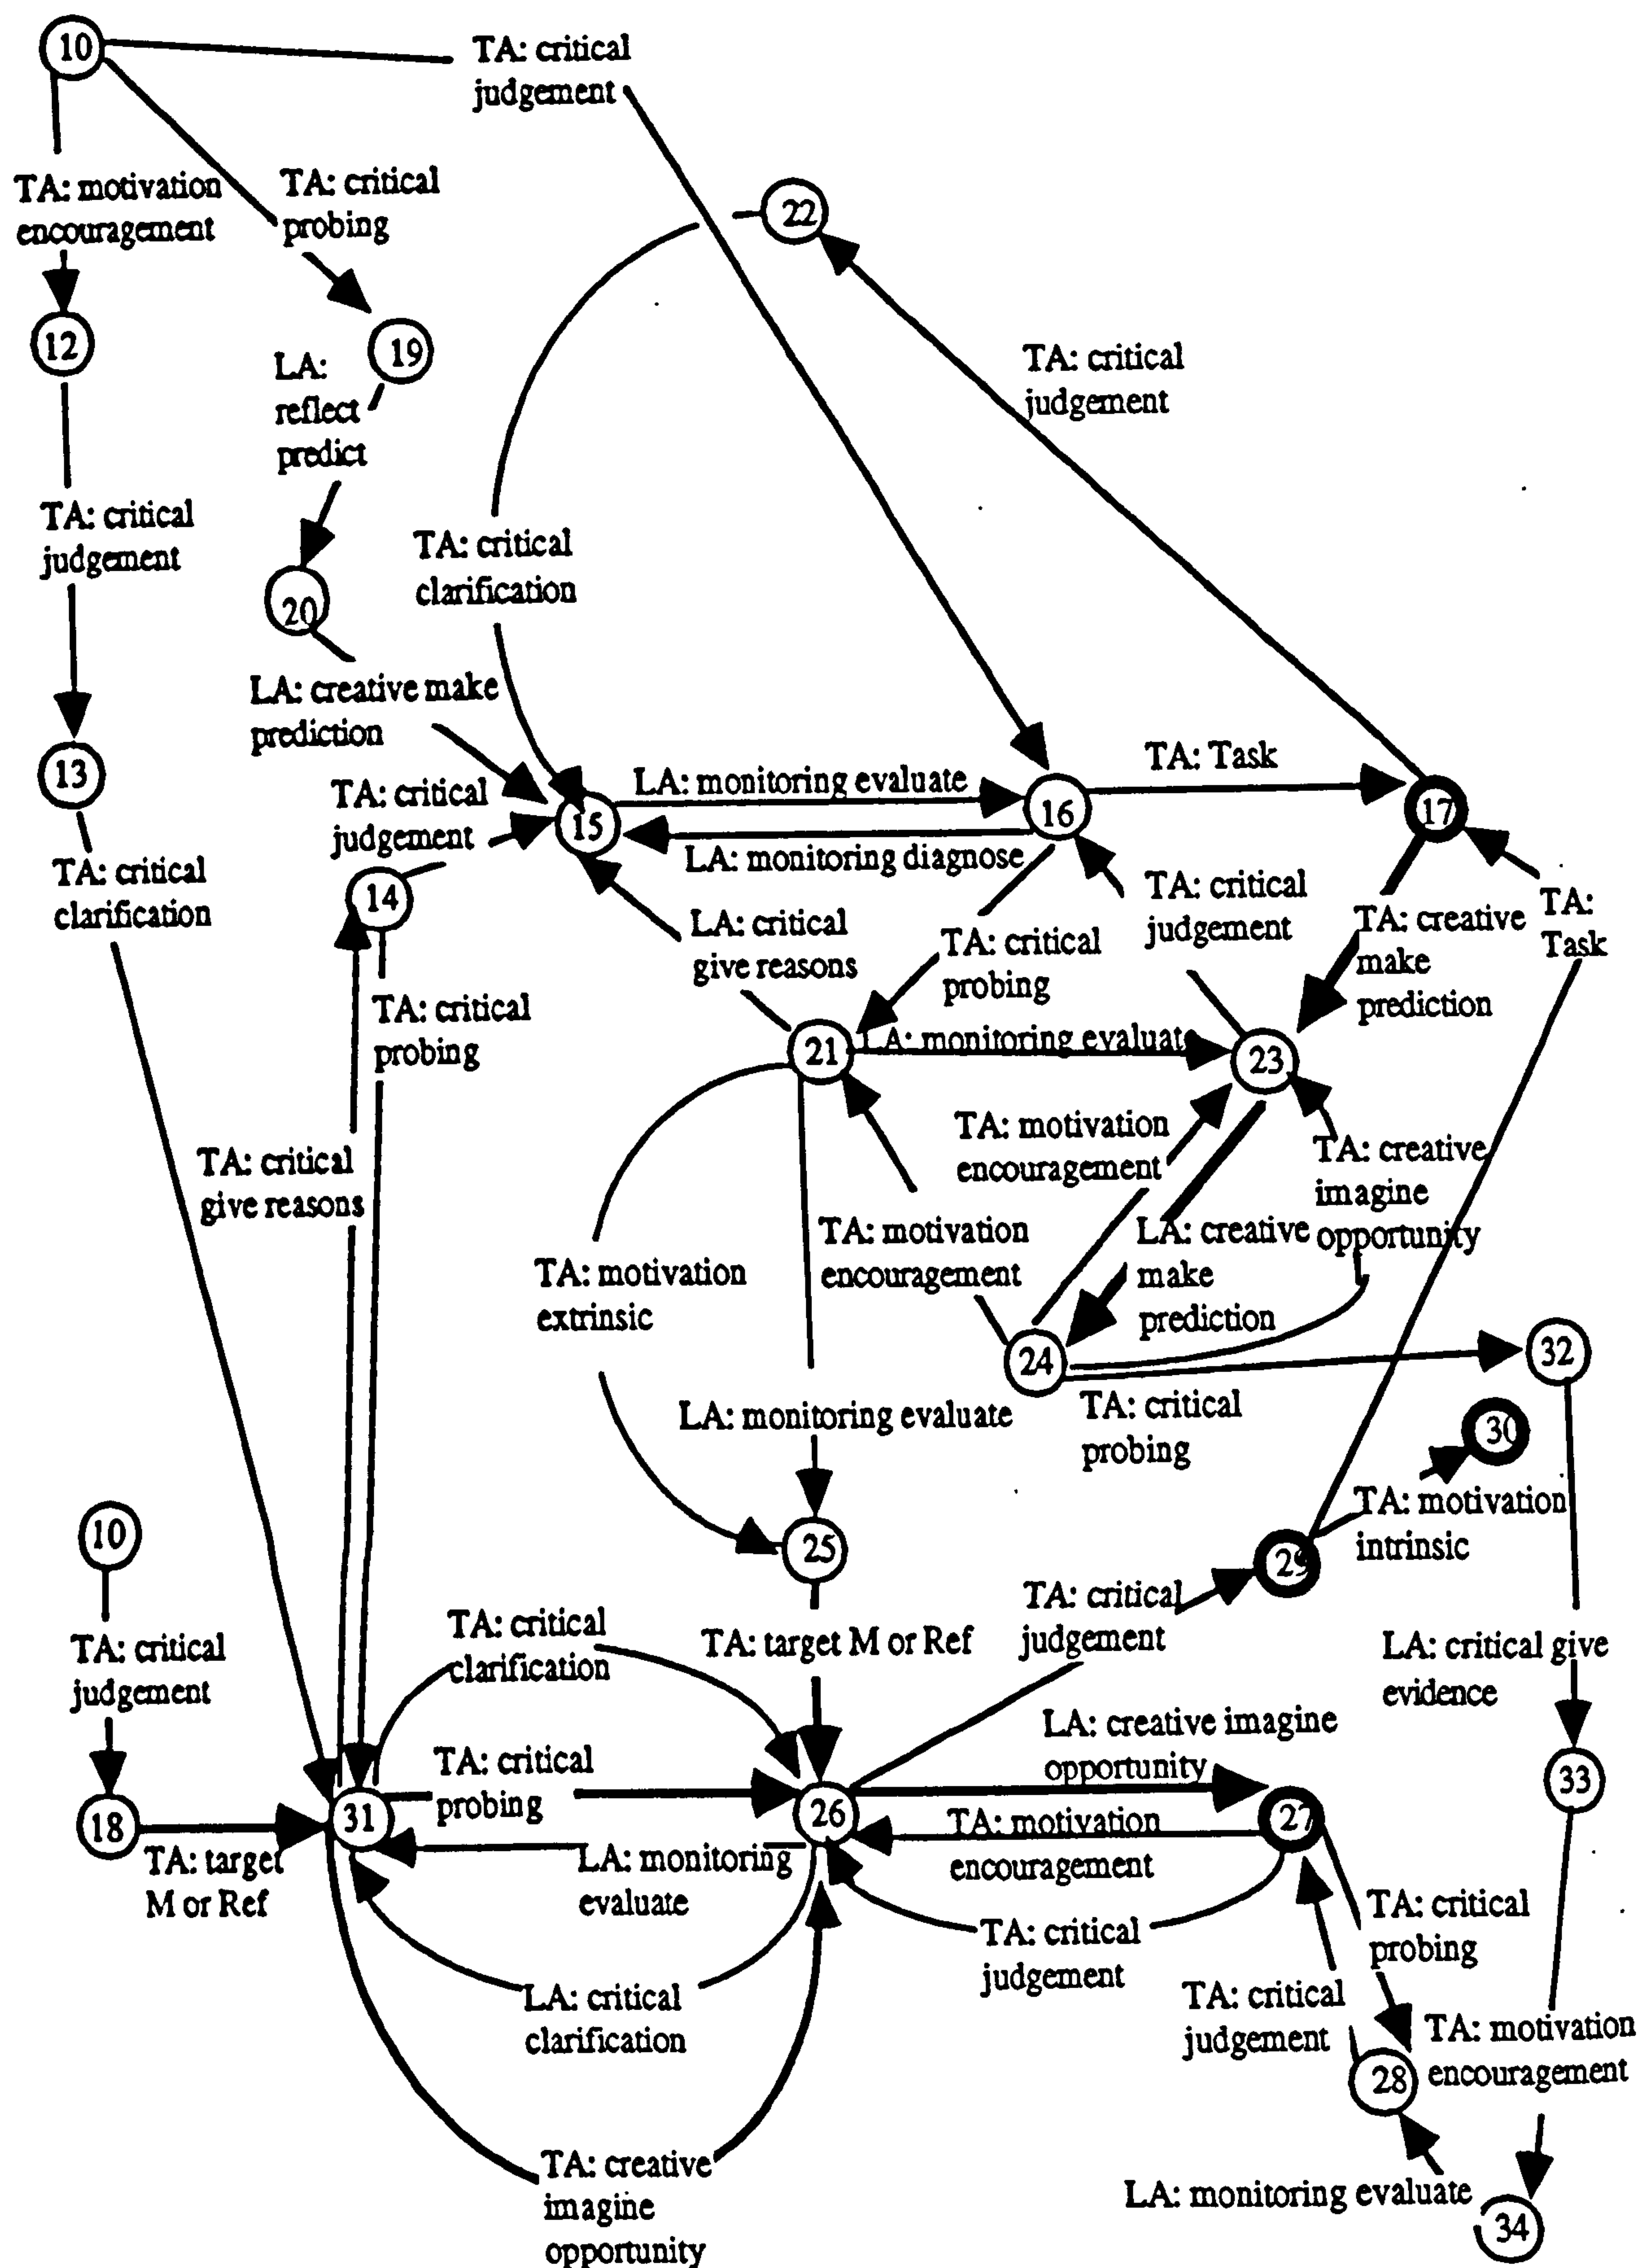 10
TA: critical
judgement
TA: motivation
encouragement
TA: critical
probing
22
12
19
LA:
reflect
predict
TA: critical
judgement
TA: critical
judgement
TA: critical
clarification
20
LA: creative make
prediction
13
TA: critical
judgement
15
LA: monitoring evaluate
16
TA: Task
17
LA: monitoring diagnose
TA: critical
clarification
14
LA: critical
give reasons
TA: critical
probing
TA: critical
judgement
TA: creative
make
prediction
TA:
Task
TA: critical
probing
21
LA: monitoring evaluate
23
TA: critical
give reasons
TA: motivation
encouragement
TA: creative
imagine
opportunity
TA: motivation
extrinsic
TA: motivation
encouragement
LA: creative
make
prediction
24
32
LA: monitoring evaluate
TA: critical
probing
30
TA: motivation
intrinsic
10
25
29
TA: critical
judgement
TA: critical
clarification
TA: target M or Ref
TA: critical
judgement
LA: critical give
evidence
LA: creative imagine
opportunity
18
31
TA: critical
probing
26
27
33
TA: target
M or Ref
LA: monitoring
evaluate
TA: motivation
encouragement
TA: critical
judgement
TA: critical
probing
LA: critical
clarification
TA: critical
judgement
28
TA: motivation
encouragement
TA: creative
imagine
opportunity
LA: monitoring evaluate
34